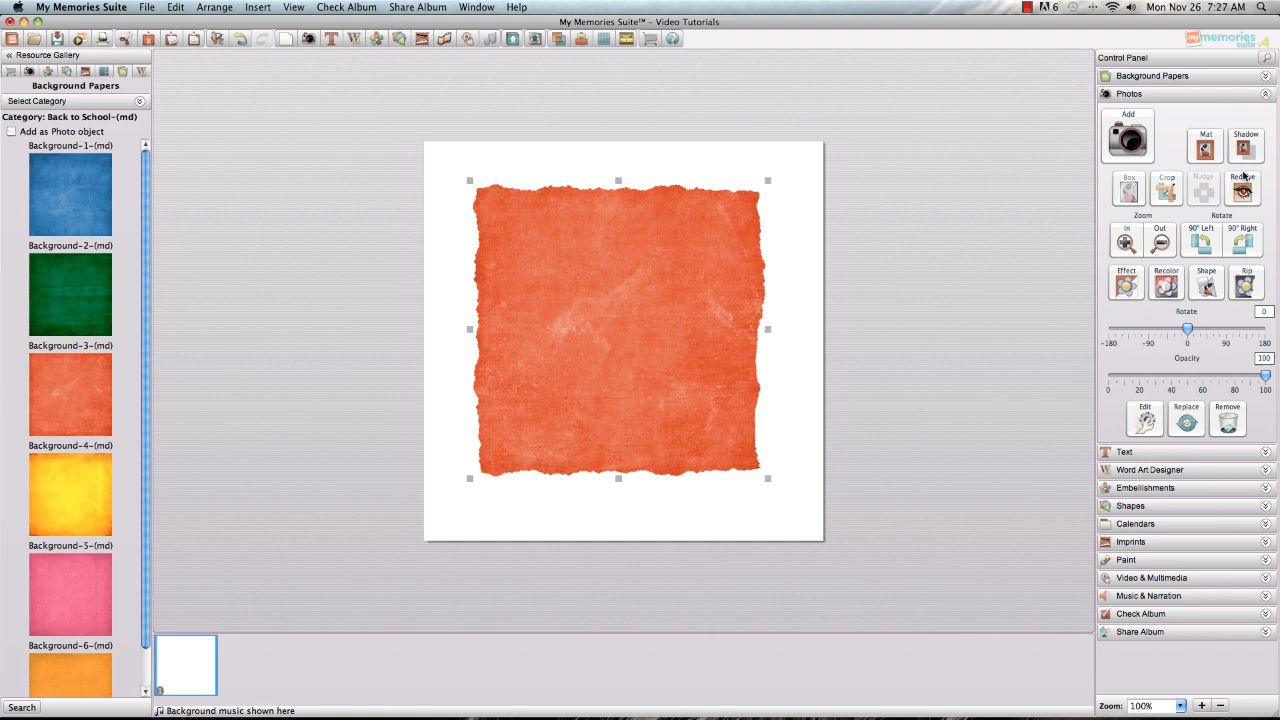 My Memories Suite File Edit Arrange Insert View Check Album Share Album Window Help
6 Mon Nov 26 7:27 AM
My Memories Suite™ - Video Tutorials
mymemories suite v4
« Resource Gallery
Background Papers
Select Category
Category: Back to School-(md)
Add as Photo object
Background-1-(md)
Background-2-(md)
Background-3-(md)
Background-4-(md)
Background-5-(md)
Background-6-(md)
Search
1
Background music shown here
Control Panel
Background Papers
Photos
Add
Mat Shadow
Box Crop Nudge
Zoom Rotate
In Out 90° Left 90° Right
Effect Recolor Shape Rip
Rotate 0
-180 -90 0 90 180
Opacity 100
0 20 40 60 80 100
Edit Replace Remove
Text
Word Art Designer
Embellishments
Shapes
Calendars
Imprints
Paint
Video & Multimedia
Music & Narration
Check Album
Share Album
Zoom: 100% + −